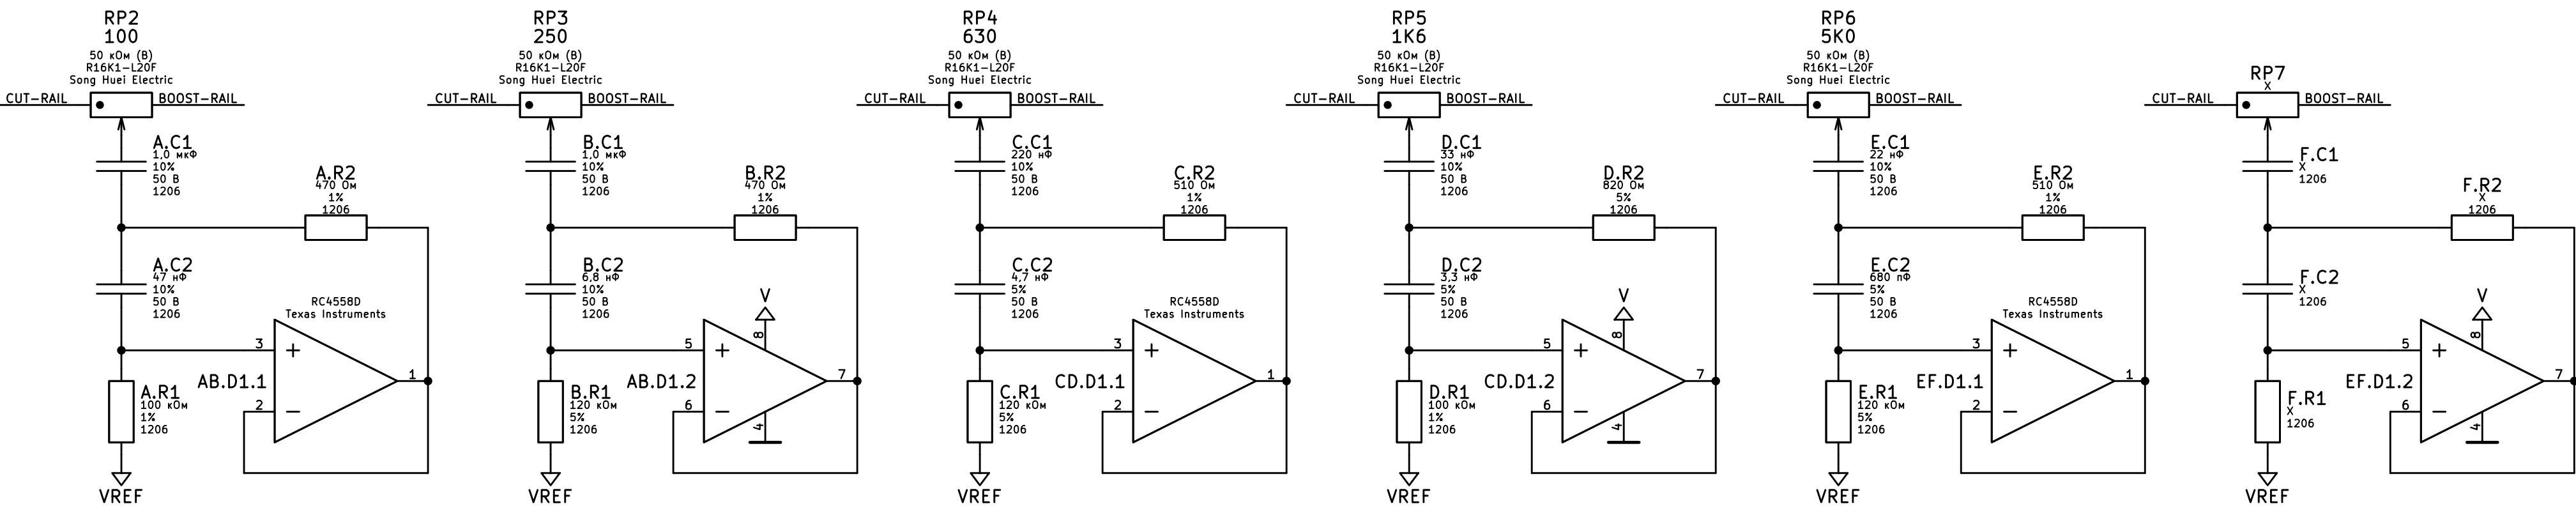 RP2
100
50 кОм (B)
R16K1-L20F
Song Huei Electric
CUT-RAIL
BOOST-RAIL
A.C1
1,0 мкФ
10%
50 В
1206
A.R2
470 Ом
1%
1206
A.C2
47 нФ
10%
50 В
1206
RC4558D
Texas Instruments
3
+
AB.D1.1
1
2
−
A.R1
100 кОм
1%
1206
VREF
RP3
250
50 кОм (B)
R16K1-L20F
Song Huei Electric
CUT-RAIL
BOOST-RAIL
B.C1
1,0 мкФ
10%
50 В
1206
B.R2
470 Ом
1%
1206
B.C2
6,8 нФ
10%
50 В
1206
V
8
5
+
AB.D1.2
7
6
−
4
B.R1
120 кОм
5%
1206
VREF
RP4
630
50 кОм (B)
R16K1-L20F
Song Huei Electric
CUT-RAIL
BOOST-RAIL
C.C1
220 нФ
10%
50 В
1206
C.R2
510 Ом
1%
1206
C.C2
4,7 нФ
5%
50 В
1206
RC4558D
Texas Instruments
3
+
CD.D1.1
1
2
−
C.R1
120 кОм
5%
1206
VREF
RP5
1K6
50 кОм (B)
R16K1-L20F
Song Huei Electric
CUT-RAIL
BOOST-RAIL
D.C1
33 нФ
10%
50 В
1206
D.R2
820 Ом
5%
1206
D.C2
3,3 нФ
5%
50 В
1206
V
8
5
+
CD.D1.2
7
6
−
4
D.R1
100 кОм
1%
1206
VREF
RP6
5K0
50 кОм (B)
R16K1-L20F
Song Huei Electric
CUT-RAIL
BOOST-RAIL
E.C1
22 нФ
10%
50 В
1206
E.R2
510 Ом
1%
1206
E.C2
680 пФ
5%
50 В
1206
RC4558D
Texas Instruments
3
+
EF.D1.1
1
2
−
E.R1
120 кОм
5%
1206
VREF
RP7
X
CUT-RAIL
BOOST-RAIL
F.C1
X
1206
F.R2
X
1206
F.C2
X
1206
V
8
5
+
EF.D1.2
7
6
−
4
F.R1
X
1206
VREF